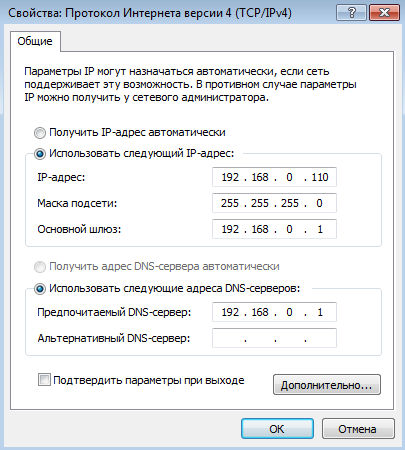 Свойства: Протокол Интернета версии 4 (TCP/IPv4)
Общие
Параметры IP могут назначаться автоматически, если сеть
поддерживает эту возможность. В противном случае параметры
IP можно получить у сетевого администратора.
Получить IP-адрес автоматически
Использовать следующий IP-адрес:
IP-адрес: 192 . 168 . 0 . 110
Маска подсети: 255 . 255 . 255 . 0
Основной шлюз: 192 . 168 . 0 . 1
Получить адрес DNS-сервера автоматически
Использовать следующие адреса DNS-серверов:
Предпочитаемый DNS-сервер: 192 . 168 . 0 . 1
Альтернативный DNS-сервер: . . .
Подтвердить параметры при выходе
Дополнительно...
OK Отмена